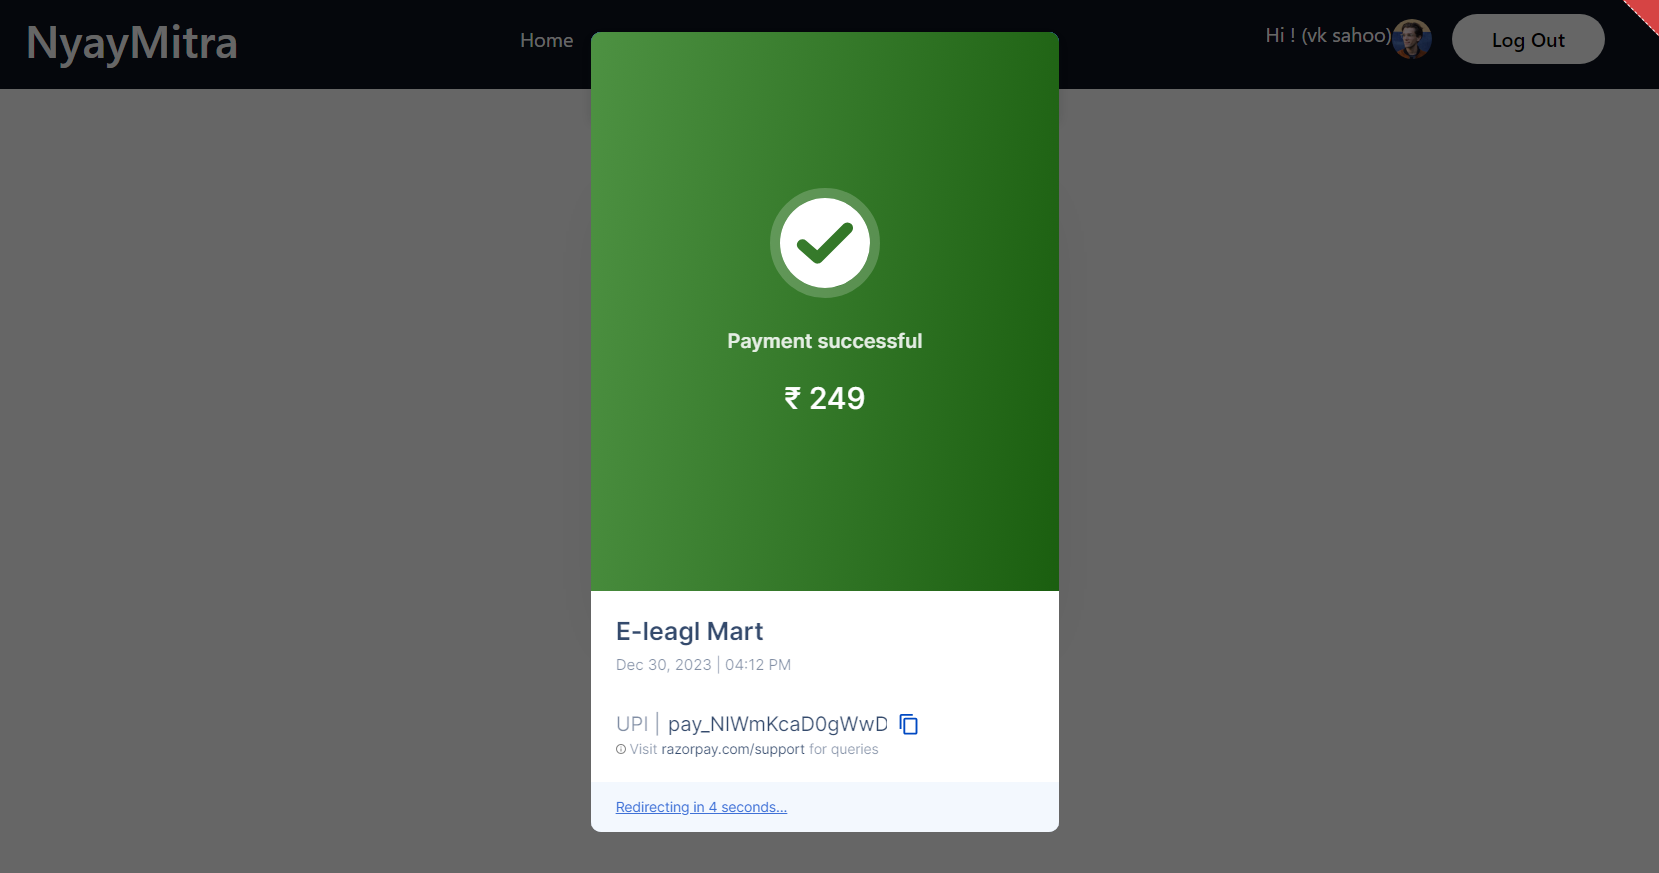 NyayMitra
Home
Hi ! (vk sahoo)
Log Out
Payment successful
₹ 249
E-leagl Mart
Dec 30, 2023 | 04:12 PM
UPI | pay_NIWmKcaD0gWwD
Visit razorpay.com/support for queries
Redirecting in 4 seconds...